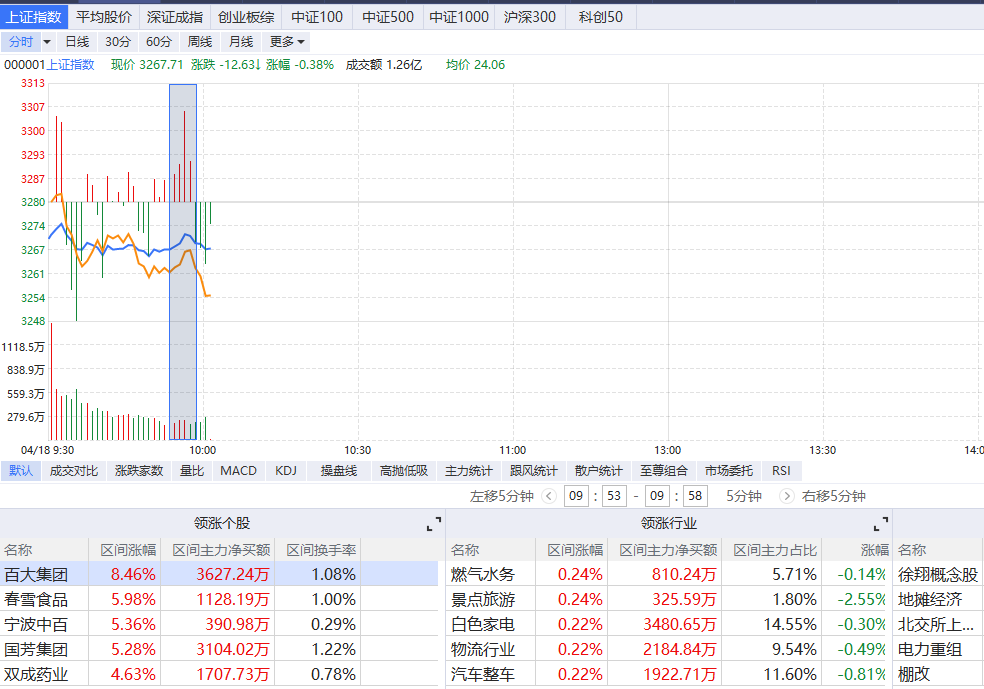 上证指数 平均股价 深证成指 创业板综 中证100 中证500 中证1000 沪深300 科创50
分时 日线 30分 60分 周线 月线 更多
000001上证指数 现价 3267.71 涨跌 -12.63↓ 涨幅 -0.38% 成交额 1.26亿 均价 24.06
3313
3307
3300
3293
3287
3280
3274
3267
3261
3254
3248
1118.5万
838.9万
559.3万
279.6万
04/18 9:30 10:00 10:30 11:00 13:00 13:30 14:0
默认 成交对比 涨跌家数 量比 MACD KDJ 操盘线 高抛低吸 主力统计 跟风统计 散户统计 至尊组合 市场委托 RSI
左移5分钟 09 : 53 - 09 : 58 5分钟 右移5分钟
领涨个股 领涨行业
名称 区间涨幅 区间主力净买额 区间换手率 名称 区间涨幅 区间主力净买额 区间主力占比 涨幅 名称
百大集团 8.46% 3627.24万 1.08% 燃气水务 0.24% 810.24万 5.71% -0.14% 徐翔概念股
春雪食品 5.98% 1128.19万 1.00% 景点旅游 0.24% 325.59万 1.80% -2.55% 地摊经济
宁波中百 5.36% 390.98万 0.29% 白色家电 0.22% 3480.65万 14.55% -0.30% 北交所上...
国芳集团 5.28% 3104.02万 1.22% 物流行业 0.22% 2184.84万 9.54% -0.49% 电力重组
双成药业 4.63% 1707.73万 0.78% 汽车整车 0.22% 1922.71万 11.60% -0.81% 棚改